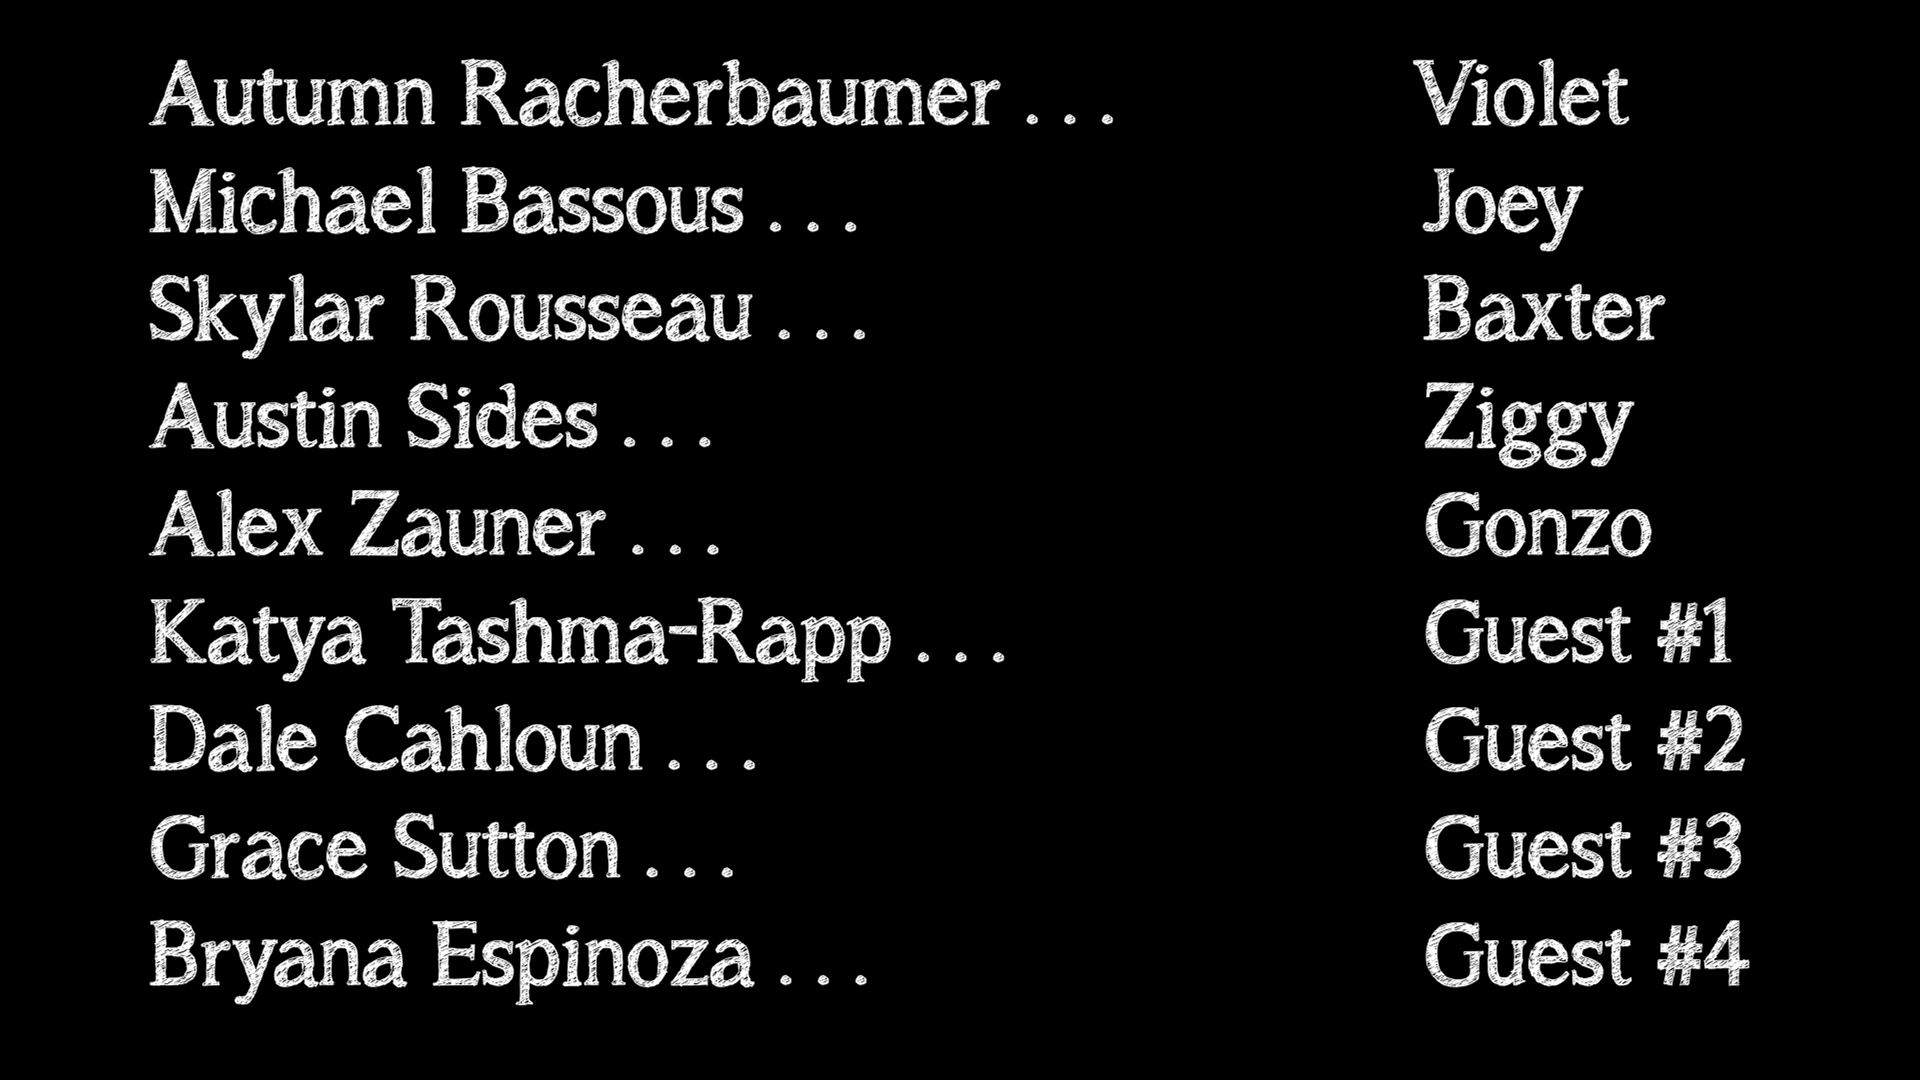 Autumn Racherbaumer . . . Violet
Michael Bassous . . . Joey
Skylar Rousseau . . . Baxter
Austin Sides . . . Ziggy
Alex Zauner . . . Gonzo
Katya Tashma-Rapp . . . Guest #1
Dale Cahloun . . . Guest #2
Grace Sutton . . . Guest #3
Bryana Espinoza . . . Guest #4